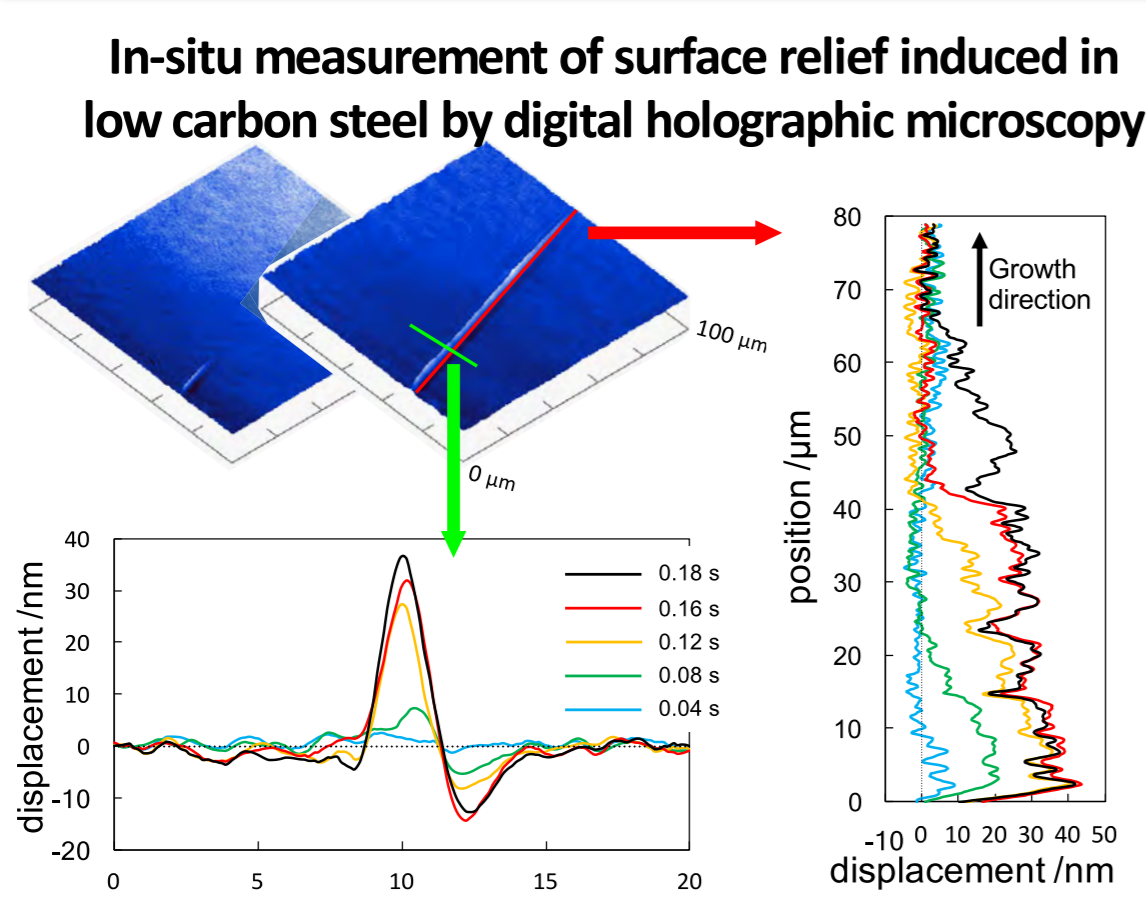 In-situ measurement of surface relief induced in
low carbon steel by digital holographic microscopy
100 µm
0 µm
80
70
60
50
40
30
20
10
0
Growth
direction
position /µm
-10 0 10 20 30 40 50
displacement /nm
40
30
20
10
0
-10
-20
displacement /nm
0.18 s
0.16 s
0.12 s
0.08 s
0.04 s
0 5 10 15 20